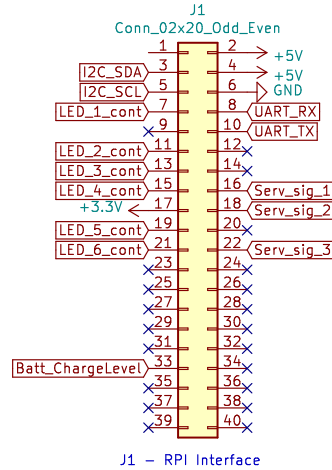 J1
Conn_02x20_Odd_Even
1 2 +5V
I2C_SDA 3 4 +5V
I2C_SCL 5 6 GND
LED_1_cont 7 8 UART_RX
9 10 UART_TX
LED_2_cont 11 12
LED_3_cont 13 14
LED_4_cont 15 16 Serv_sig_1
+3.3V 17 18 Serv_sig_2
LED_5_cont 19 20
LED_6_cont 21 22 Serv_sig_3
23 24
25 26
27 28
29 30
31 32
Batt_ChargeLevel 33 34
35 36
37 38
39 40
J1 – RPI Interface